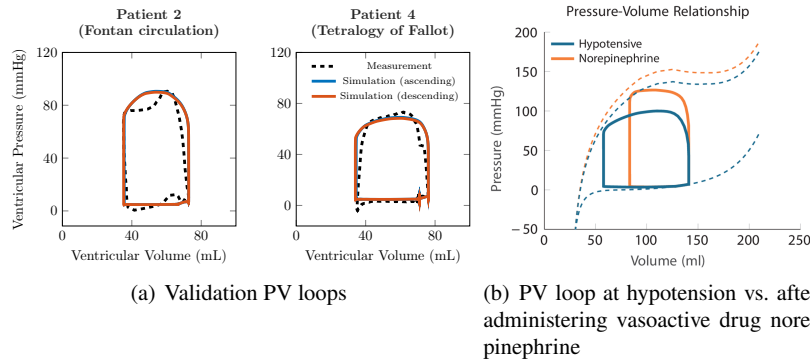 Patient 2
(Fontan circulation)
Ventricular Pressure (mmHg)
120
80
40
0
0
40
80
Ventricular Volume (mL)
Patient 4
(Tetralogy of Fallot)
Measurement
Simulation (ascending)
Simulation (descending)
120
80
40
0
0
40
80
Ventricular Volume (mL)
(a) Validation PV loops
Pressure-Volume Relationship
Hypotensive
Norepinephrine
Pressure (mmHg)
200
150
100
50
0
−50
0
50
100
150
200
250
Volume (ml)
(b) PV loop at hypotension vs. after
administering vasoactive drug nore
pinephrine